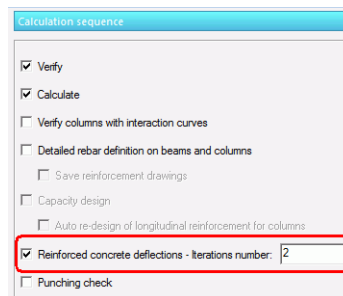 Calculation sequence
Verify
Calculate
Verify columns with interaction curves
Detailed rebar definition on beams and columns
Save reinforcement drawings
Capacity design
Auto re-design of longitudinal reinforcement for columns
Reinforced concrete deflections - Iterations number: 2
Punching check